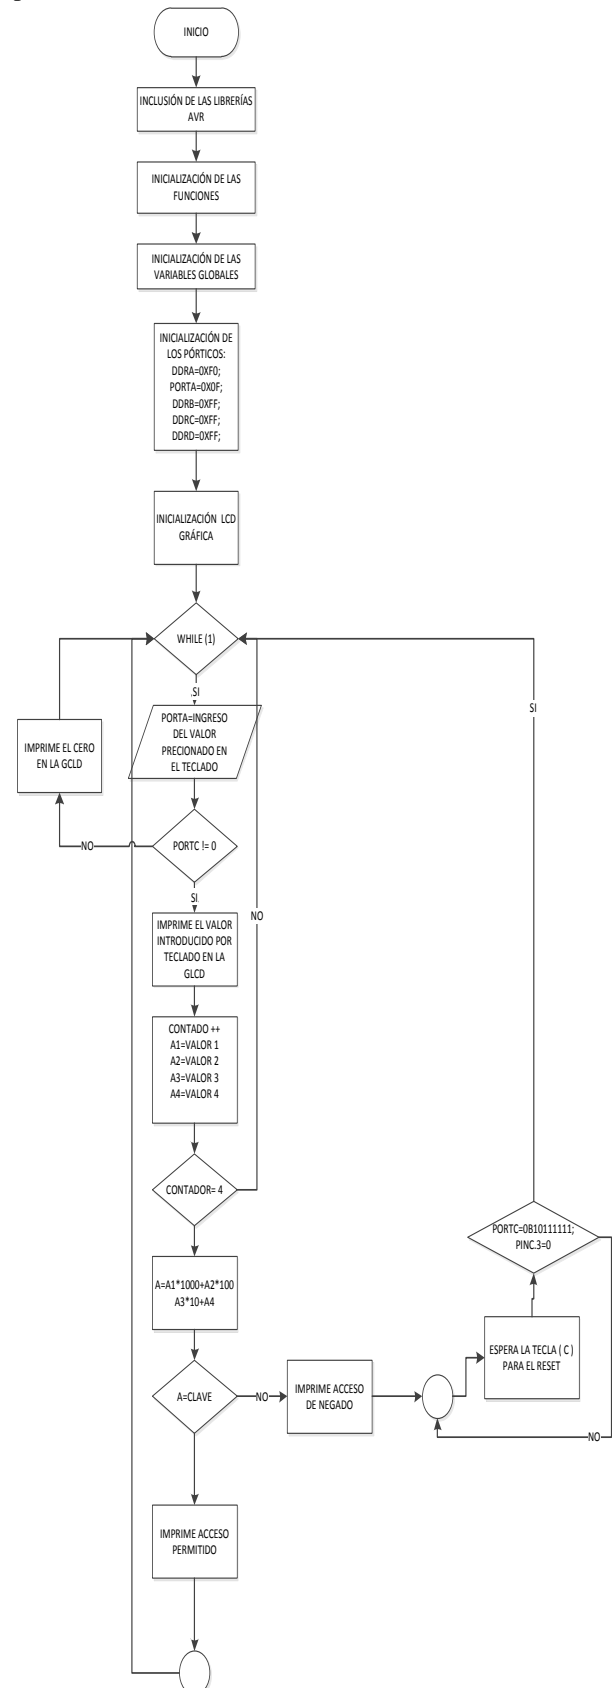 INICIO
INCLUSIÓN DE LAS LIBRERÍAS
AVR
INICIALIZACIÓN DE LAS
FUNCIONES
INICIALIZACIÓN DE LAS
VARIABLES GLOBALES
INICIALIZACIÓN DE
LOS PÓRTICOS:
DDRA=0XF0;
PORTA=0X0F;
DDRB=0XFF;
DDRC=0XFF;
DDRD=0XFF;
INICIALIZACIÓN LCD
GRÁFICA
WHILE (1)
SI
PORTA=INGRESO
DEL VALOR
PRECIONADO EN
EL TECLADO
SI
IMPRIME EL CERO
EN LA GCLD
NO
PORTC != 0
SI
IMPRIME EL VALOR
INTRODUCIDO POR
TECLADO EN LA
GLCD
NO
CONTADO ++
A1=VALOR 1
A2=VALOR 2
A3=VALOR 3
A4=VALOR 4
CONTADOR= 4
PORTC=0B10111111;
PINC.3=0
A=A1*1000+A2*100
A3*10+A4
ESPERA LA TECLA ( C )
PARA EL RESET
A=CLAVE
NO
IMPRIME ACCESO
DE NEGADO
NO
IMPRIME ACCESO
PERMITIDO